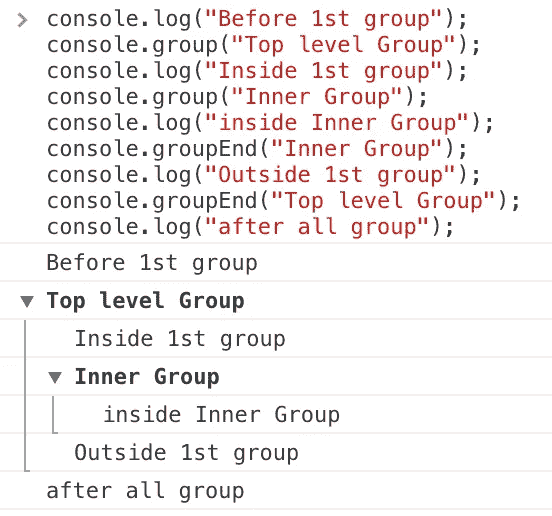 console.log("Before 1st group");
console.group("Top level Group");
console.log("Inside 1st group");
console.group("Inner Group");
console.log("inside Inner Group");
console.groupEnd("Inner Group");
console.log("Outside 1st group");
console.groupEnd("Top level Group");
console.log("after all group");
Before 1st group
Top level Group
Inside 1st group
Inner Group
inside Inner Group
Outside 1st group
after all group